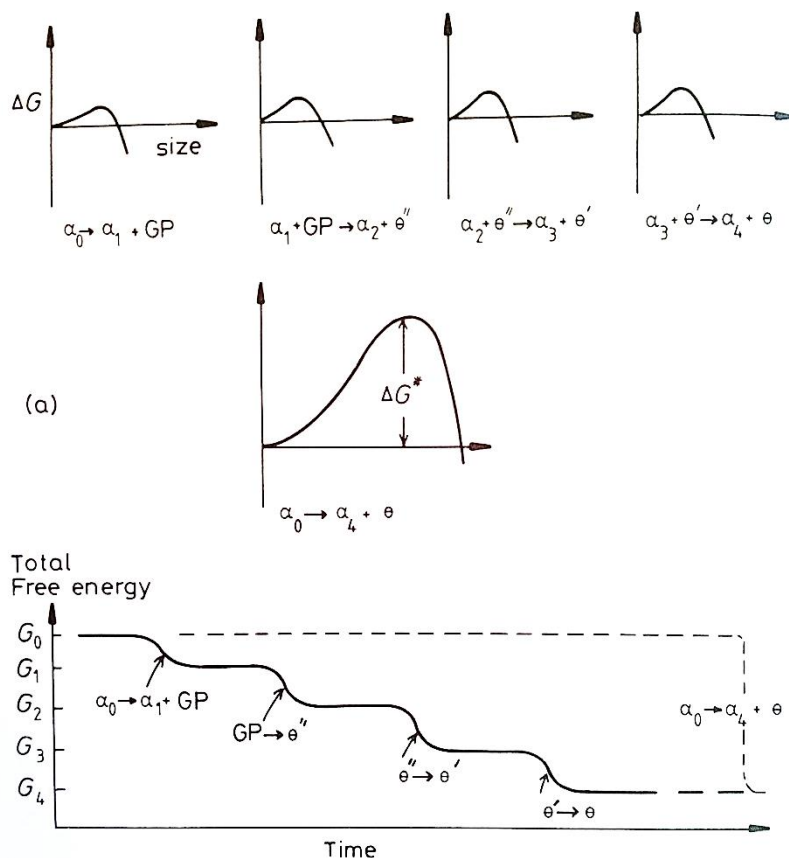 ΔG
size
α₀→ α₁ + GP
α₁+GP→α₂+ θ″
α₂+ θ″→α₃+ θ′
α₃+ θ′→ α₄ + θ
(a)
ΔG*
α₀→ α₄ + θ
Total
Free energy
G₀
G₁
G₂
G₃
G₄
α₀→α₁+ GP
GP→ θ″
θ″→ θ′
θ′→ θ
α₀→α₄ + θ
Time